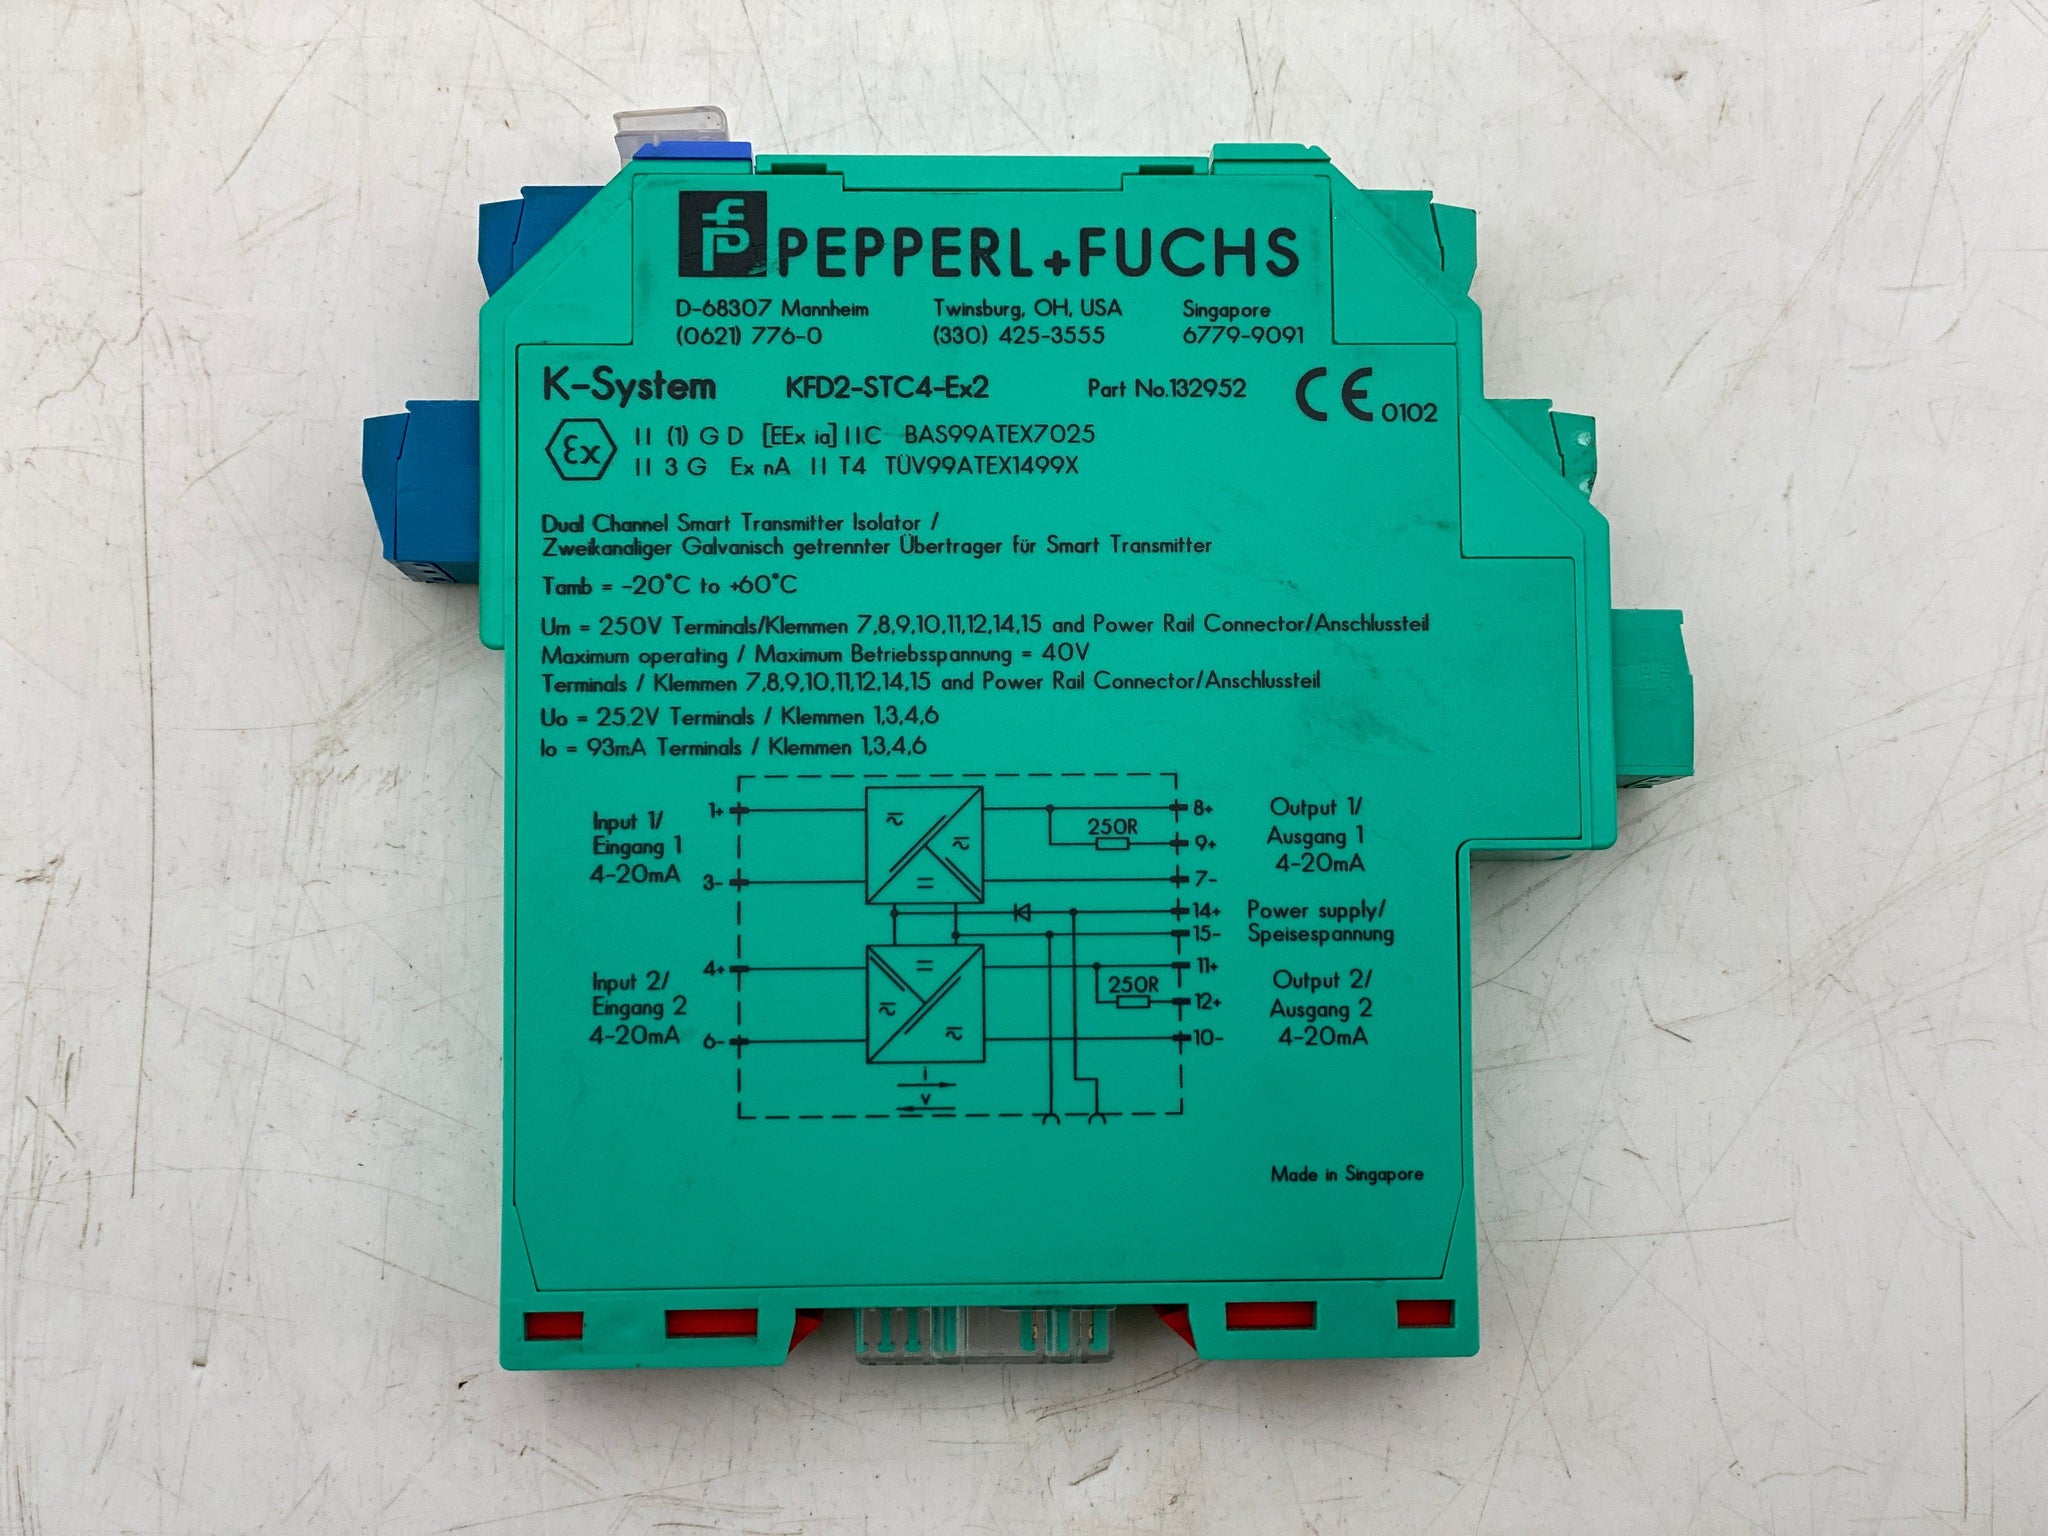 PEPPERL+FUCHS
D-68307 Mannheim Twinsburg, OH, USA Singapore
(0621) 776-0 (330) 425-3555 6779-9091
K-System KFD2-STC4-Ex2 Part No.132952 CE 0102
Ex II (1) G D [EEx ia] IIC BAS99ATEX7025
II 3 G Ex nA II T4 TÜV99ATEX1499X
Dual Channel Smart Transmitter Isolator /
Zweikanaliger Galvanisch getrennter Übertrager für Smart Transmitter
Tamb = -20°C to +60°C
Um = 250V Terminals/Klemmen 7,8,9,10,11,12,14,15 and Power Rail Connector/Anschlussteil
Maximum operating / Maximum Betriebsspannung = 40V
Terminals / Klemmen 7,8,9,10,11,12,14,15 and Power Rail Connector/Anschlussteil
Uo = 25.2V Terminals / Klemmen 1,3,4,6
Io = 93mA Terminals / Klemmen 1,3,4,6
Input 1/
Eingang 1
4-20mA
1+
3-
Input 2/
Eingang 2
4-20mA
4+
6-
250R
8+
9+
7-
14+
15-
250R
11+
12+
10-
Output 1/
Ausgang 1
4-20mA
Power supply/
Speisespannung
Output 2/
Ausgang 2
4-20mA
i
v
Made in Singapore